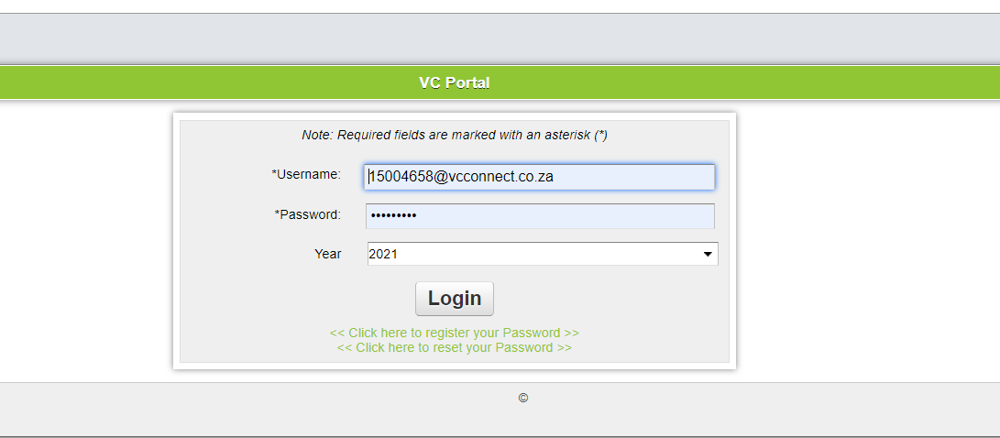 VC Portal
Note: Required fields are marked with an asterisk (*)
*Username: 15004658@vcconnect.co.za
*Password: •••••••••
Year 2021
Login
<< Click here to register your Password >>
<< Click here to reset your Password >>
©